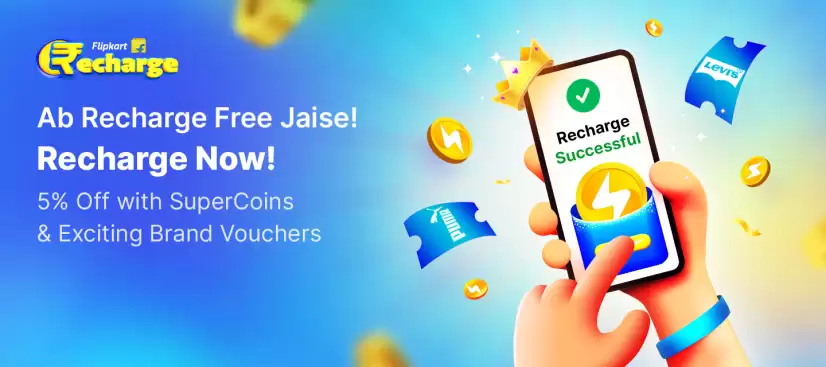 Flipkart
Recharge
Ab Recharge Free Jaise!
Recharge Now!
5% Off with SuperCoins
& Exciting Brand Vouchers
Recharge
Successful
LEVI'S
PUMA